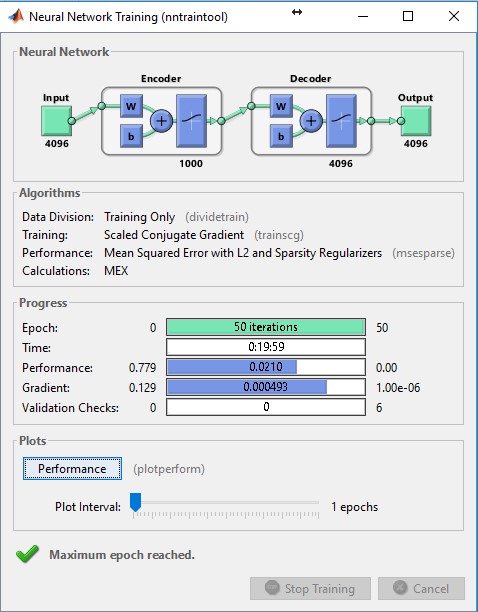 Neural Network Training (nntraintool)
Neural Network
Encoder Decoder
Input W W Output
b b
4096 4096
1000 4096
Algorithms
Data Division: Training Only (dividetrain)
Training: Scaled Conjugate Gradient (trainscg)
Performance: Mean Squared Error with L2 and Sparsity Regularizers (msesparse)
Calculations: MEX
Progress
Epoch: 0 50 iterations 50
Time: 0:19:59
Performance: 0.779 0.0210 0.00
Gradient: 0.129 0.000493 1.00e-06
Validation Checks: 0 0 6
Plots
Performance (plotperform)
Plot Interval: 1 epochs
Maximum epoch reached.
Stop Training Cancel